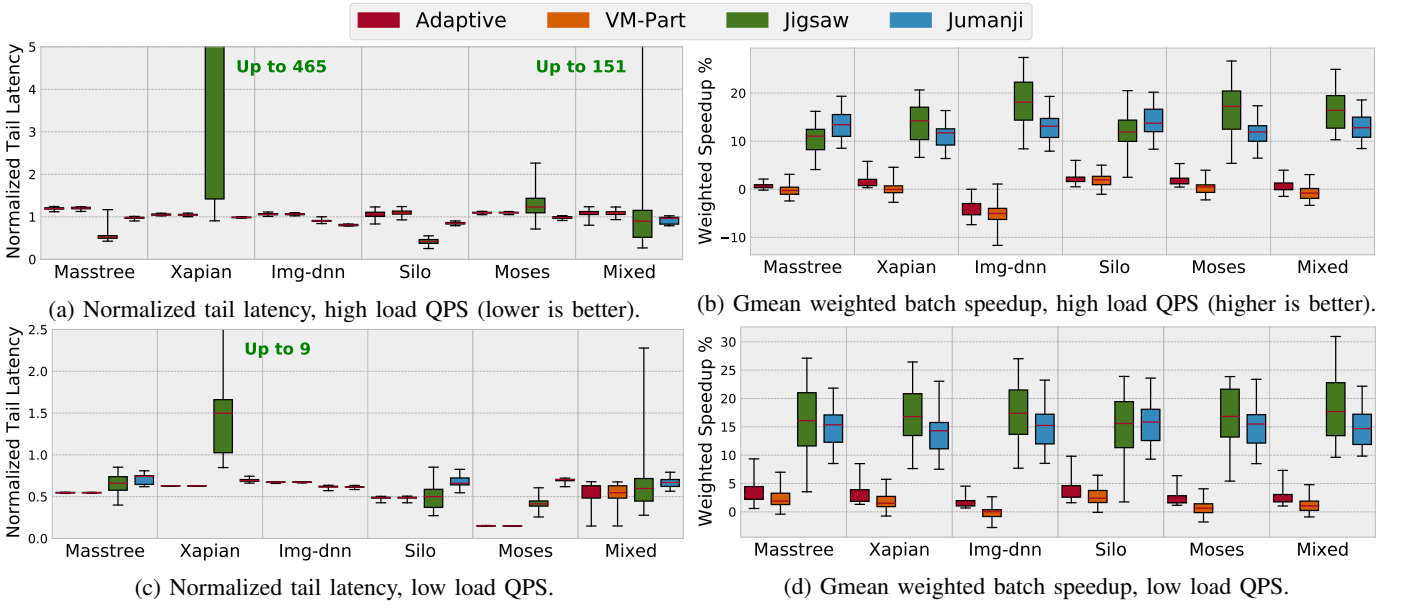 Adaptive VM-Part Jigsaw Jumanji
Normalized Tail Latency
5
4
3
2
1
0
Up to 465
Up to 151
Masstree Xapian Img-dnn Silo Moses Mixed
(a) Normalized tail latency, high load QPS (lower is better).
Weighted Speedup %
20
10
0
−10
Masstree Xapian Img-dnn Silo Moses Mixed
(b) Gmean weighted batch speedup, high load QPS (higher is better).
Normalized Tail Latency
2.5
2.0
1.5
1.0
0.5
0.0
Up to 9
Masstree Xapian Img-dnn Silo Moses Mixed
(c) Normalized tail latency, low load QPS.
Weighted Speedup %
30
25
20
15
10
5
0
Masstree Xapian Img-dnn Silo Moses Mixed
(d) Gmean weighted batch speedup, low load QPS.